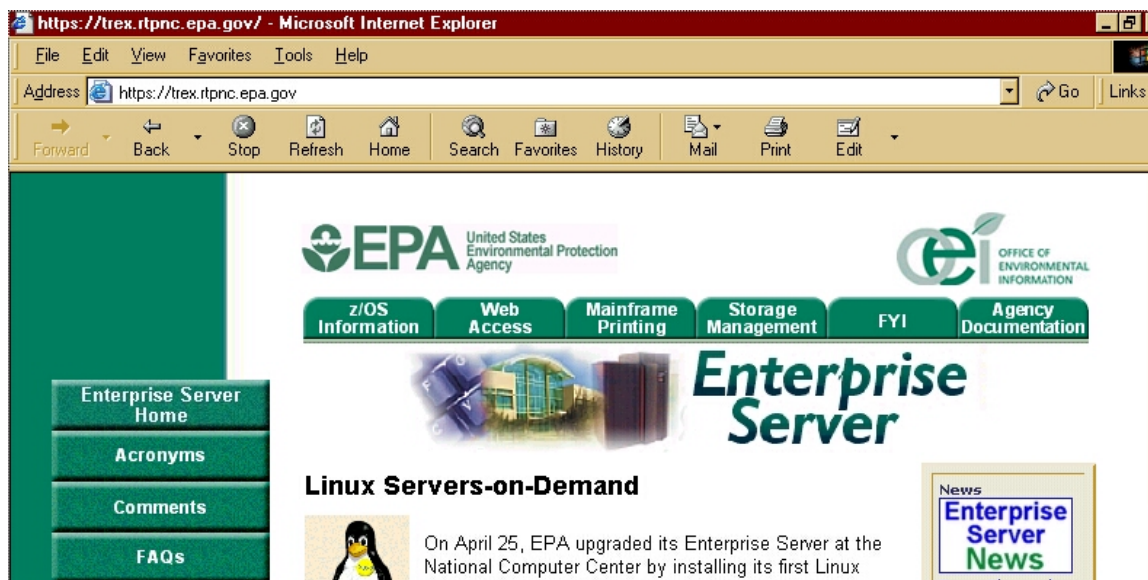 https://trex.rtpnc.epa.gov/ - Microsoft Internet Explorer
File Edit View Favorites Tools Help
Address https://trex.rtpnc.epa.gov Go Links
Forward Back Stop Refresh Home Search Favorites History Mail Print Edit
EPA United States
Environmental Protection
Agency
oei OFFICE OF
ENVIRONMENTAL
INFORMATION
z/OS
Information
Web
Access
Mainframe
Printing
Storage
Management
FYI
Agency
Documentation
Enterprise
Server
Enterprise Server
Home
Acronyms
Comments
FAQs
Linux Servers-on-Demand
On April 25, EPA upgraded its Enterprise Server at the
National Computer Center by installing its first Linux
News
Enterprise
Server
News